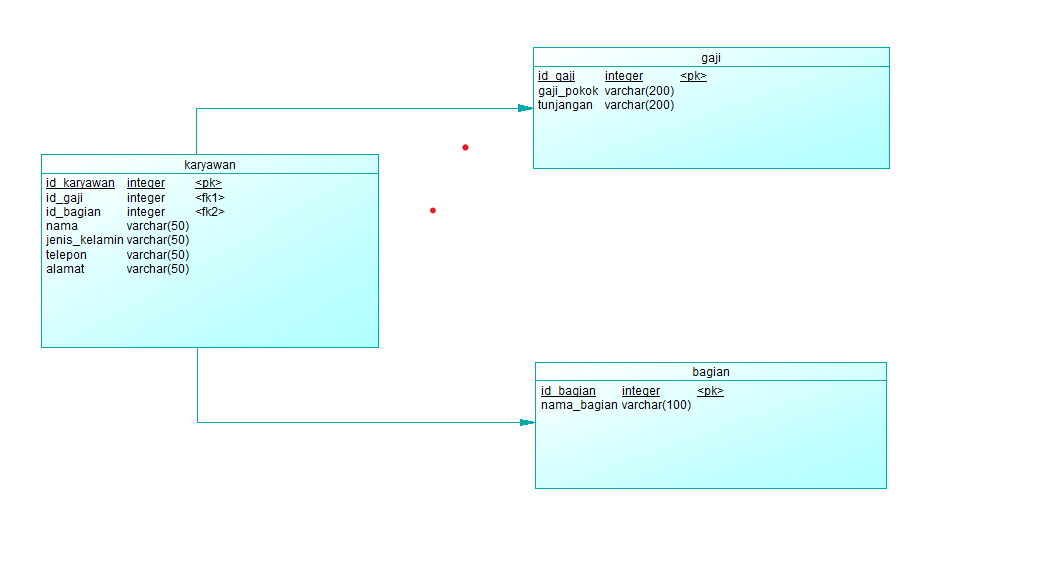 gaji
id_gaji integer <pk>
gaji_pokok varchar(200)
tunjangan varchar(200)
karyawan
id_karyawan integer <pk>
id_gaji integer <fk1>
id_bagian integer <fk2>
nama varchar(50)
jenis_kelamin varchar(50)
telepon varchar(50)
alamat varchar(50)
bagian
id_bagian integer <pk>
nama_bagian varchar(100)